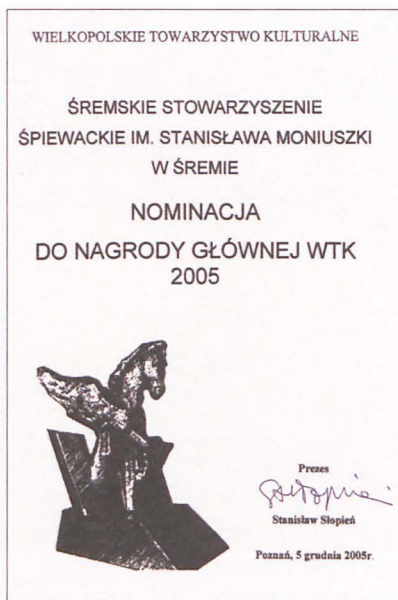 WIELKOPOLSKIE TOWARZYSTWO KULTURALNE
ŚREMSKIE STOWARZYSZENIE
ŚPIEWACKIE IM. STANISŁAWA MONIUSZKI
W ŚREMIE
NOMINACJA
DO NAGRODY GŁÓWNEJ WTK
2005
Prezes
Stanisław Słopień
Poznań, 5 grudnia 2005r.